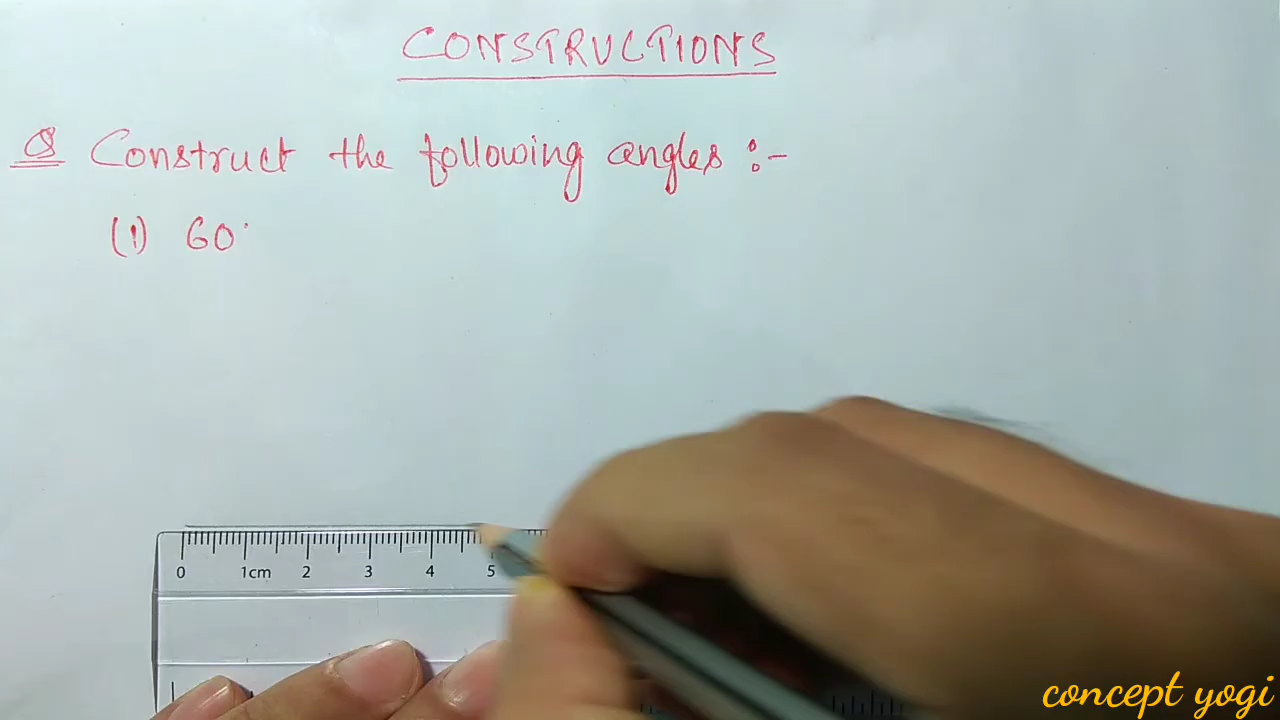 CONSTRUCTIONS
Q Construct the following angles :-
(1) 60°
0 1cm 2 3 4 5
concept yogi